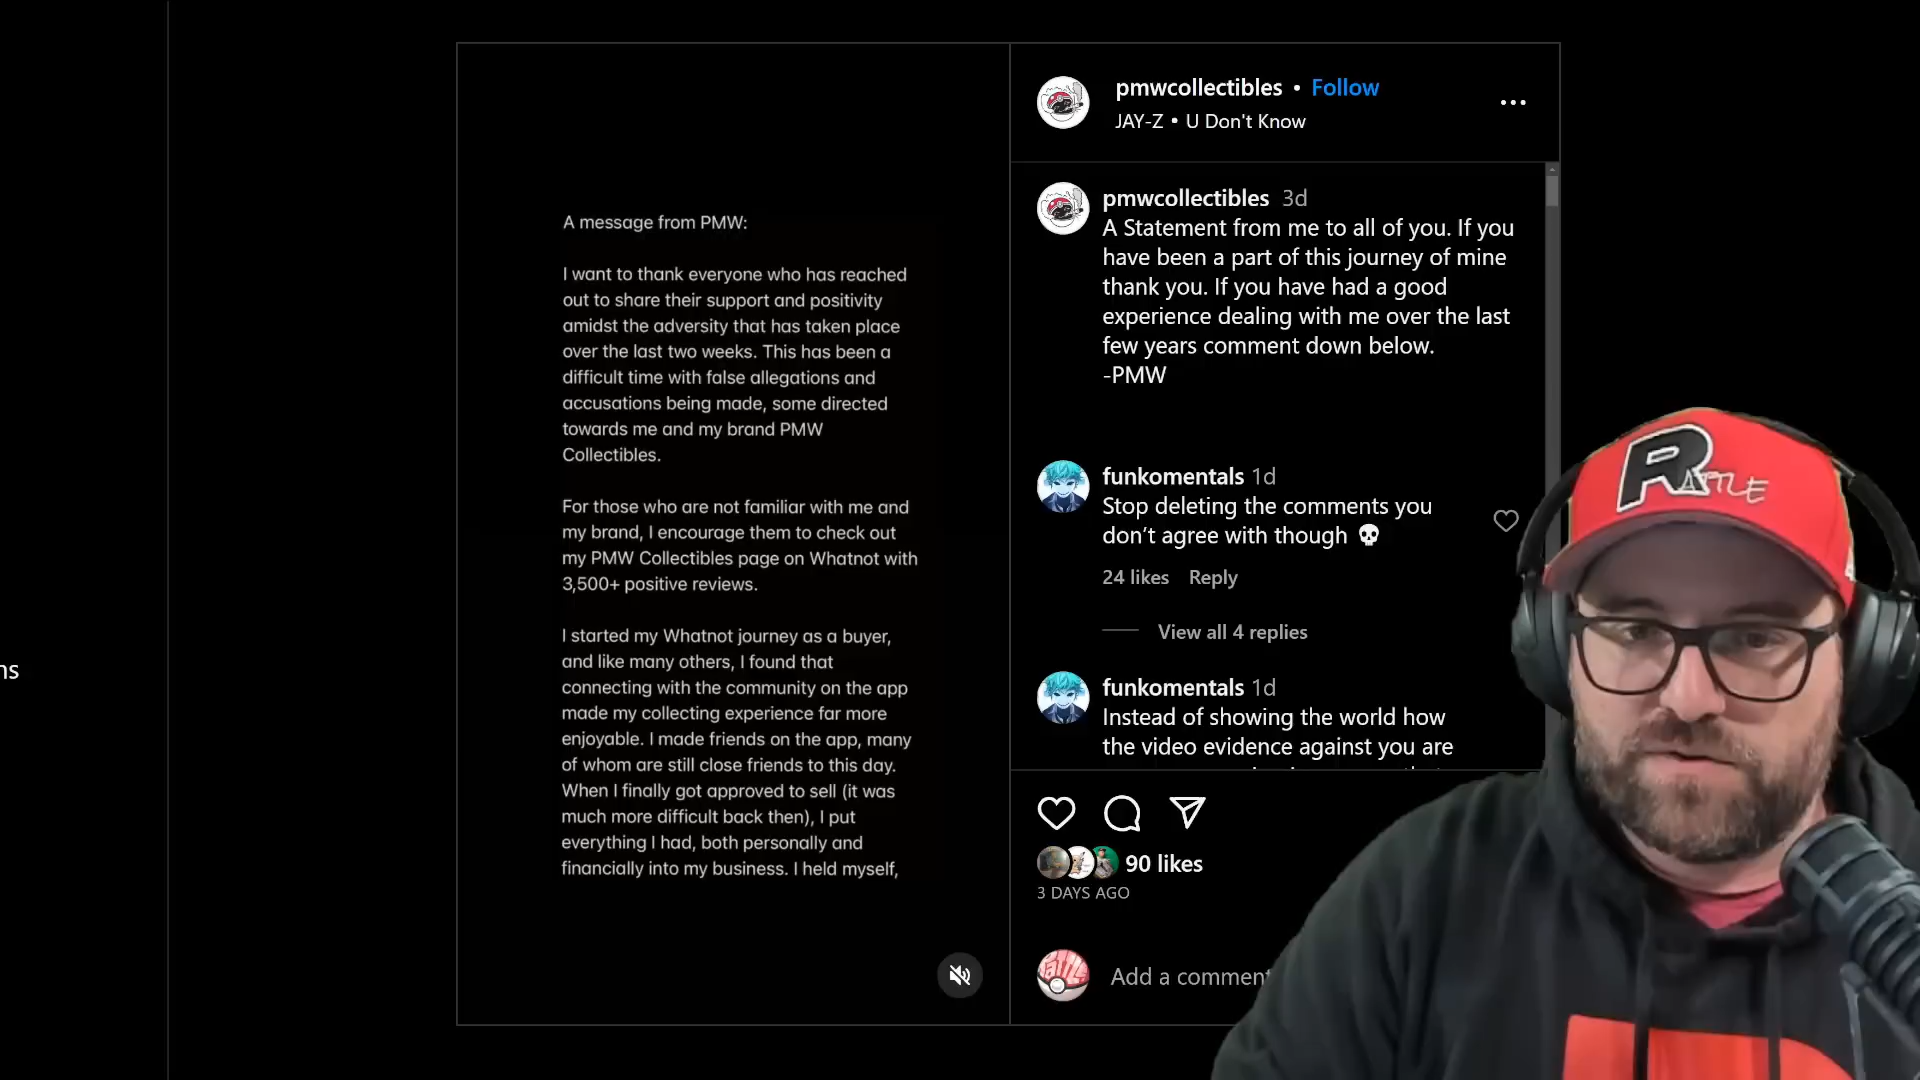 ns
A message from PMW:
I want to thank everyone who has reached
out to share their support and positivity
amidst the adversity that has taken place
over the last two weeks. This has been a
difficult time with false allegations and
accusations being made, some directed
towards me and my brand PMW
Collectibles.
For those who are not familiar with me and
my brand, I encourage them to check out
my PMW Collectibles page on Whatnot with
3,500+ positive reviews.
I started my Whatnot journey as a buyer,
and like many others, I found that
connecting with the community on the app
made my collecting experience far more
enjoyable. I made friends on the app, many
of whom are still close friends to this day.
When I finally got approved to sell (it was
much more difficult back then), I put
everything I had, both personally and
financially into my business. I held myself,
pmwcollectibles • Follow
JAY-Z • U Don't Know
pmwcollectibles 3d
A Statement from me to all of you. If you
have been a part of this journey of mine
thank you. If you have had a good
experience dealing with me over the last
few years comment down below.
-PMW
funkomentals 1d
Stop deleting the comments you
don't agree with though 💀
24 likes Reply
View all 4 replies
funkomentals 1d
Instead of showing the world how
the video evidence against you are
90 likes
3 DAYS AGO
Add a comment
RATTLE